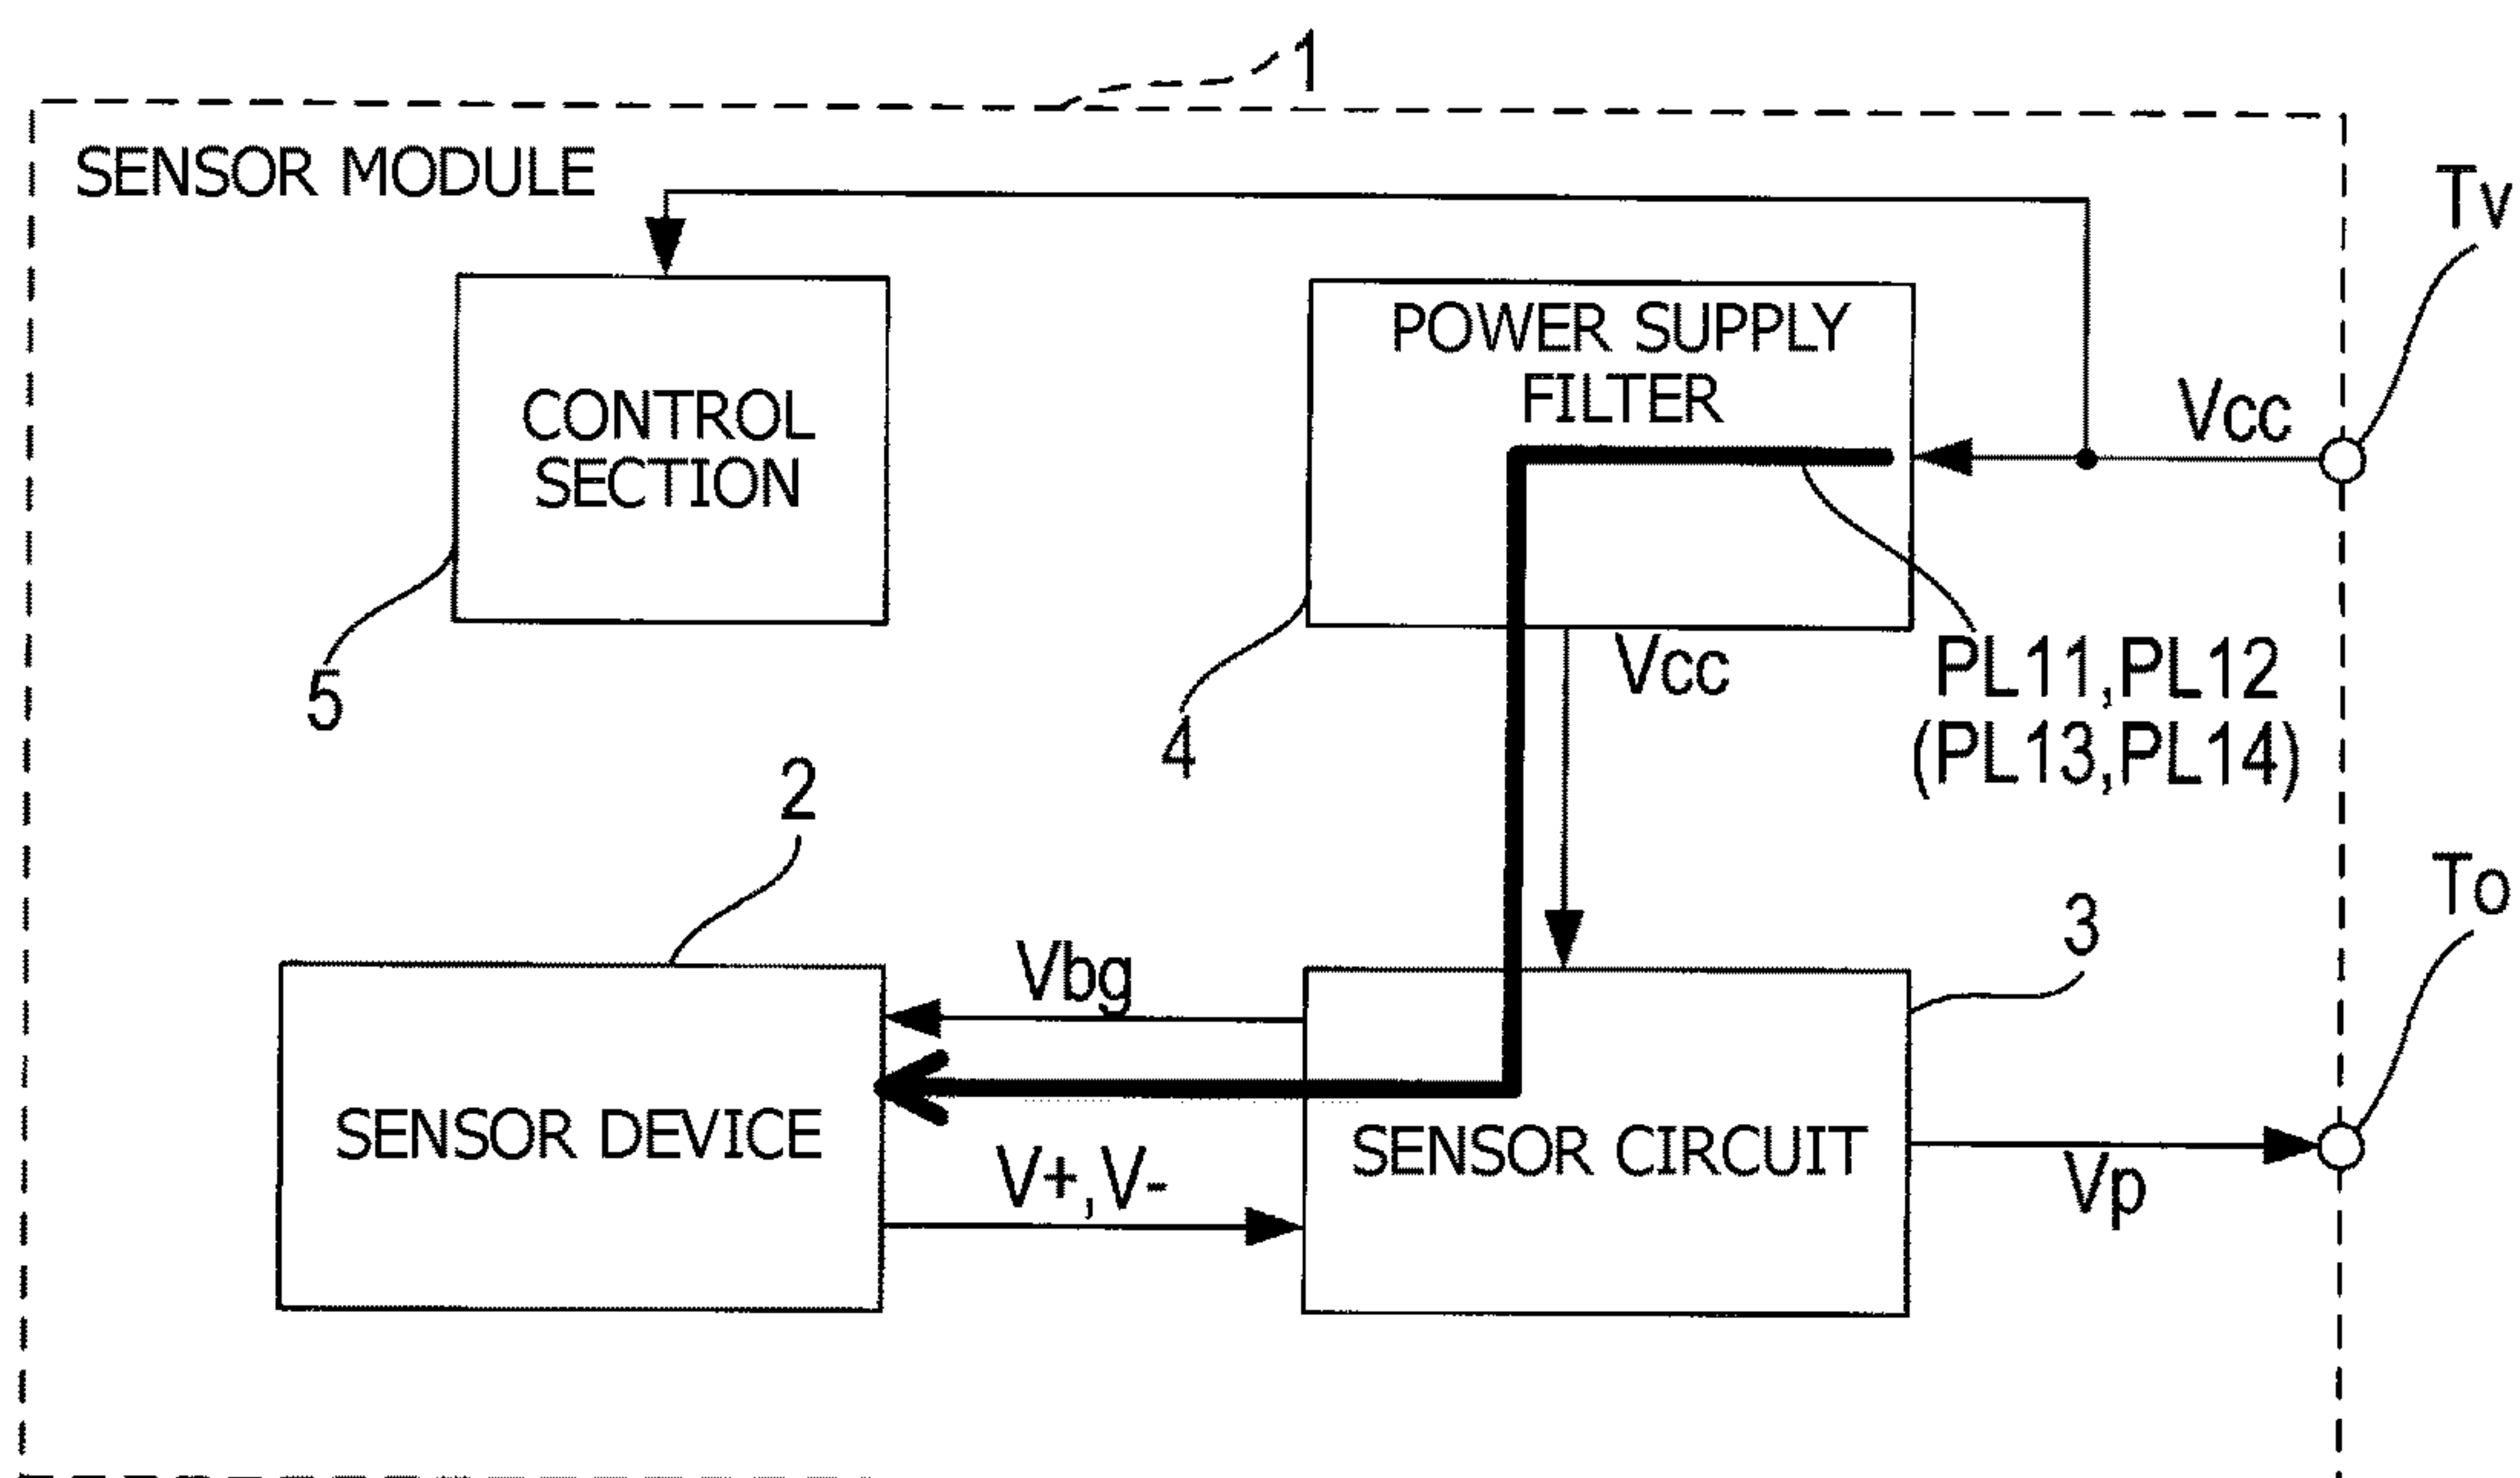 1
SENSOR MODULE
Tv
POWER SUPPLY
FILTER
Vcc
CONTROL
SECTION
Vcc
PL11,PL12
(PL13,PL14)
5
4
2
To
3
Vbg
SENSOR DEVICE
V+,V-
SENSOR CIRCUIT
Vp